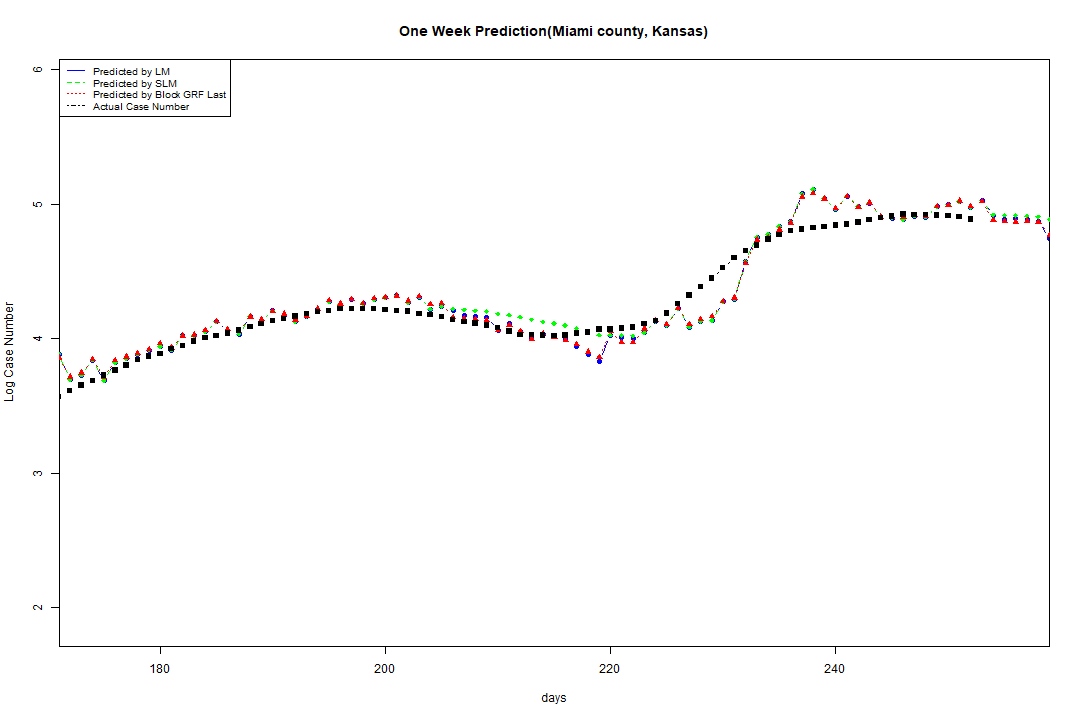 One Week Prediction(Miami county, Kansas)
Predicted by LM
Predicted by SLM
Predicted by Block GRF Last
Actual Case Number
6
5
4
3
2
Log Case Number
180 200 220 240
days